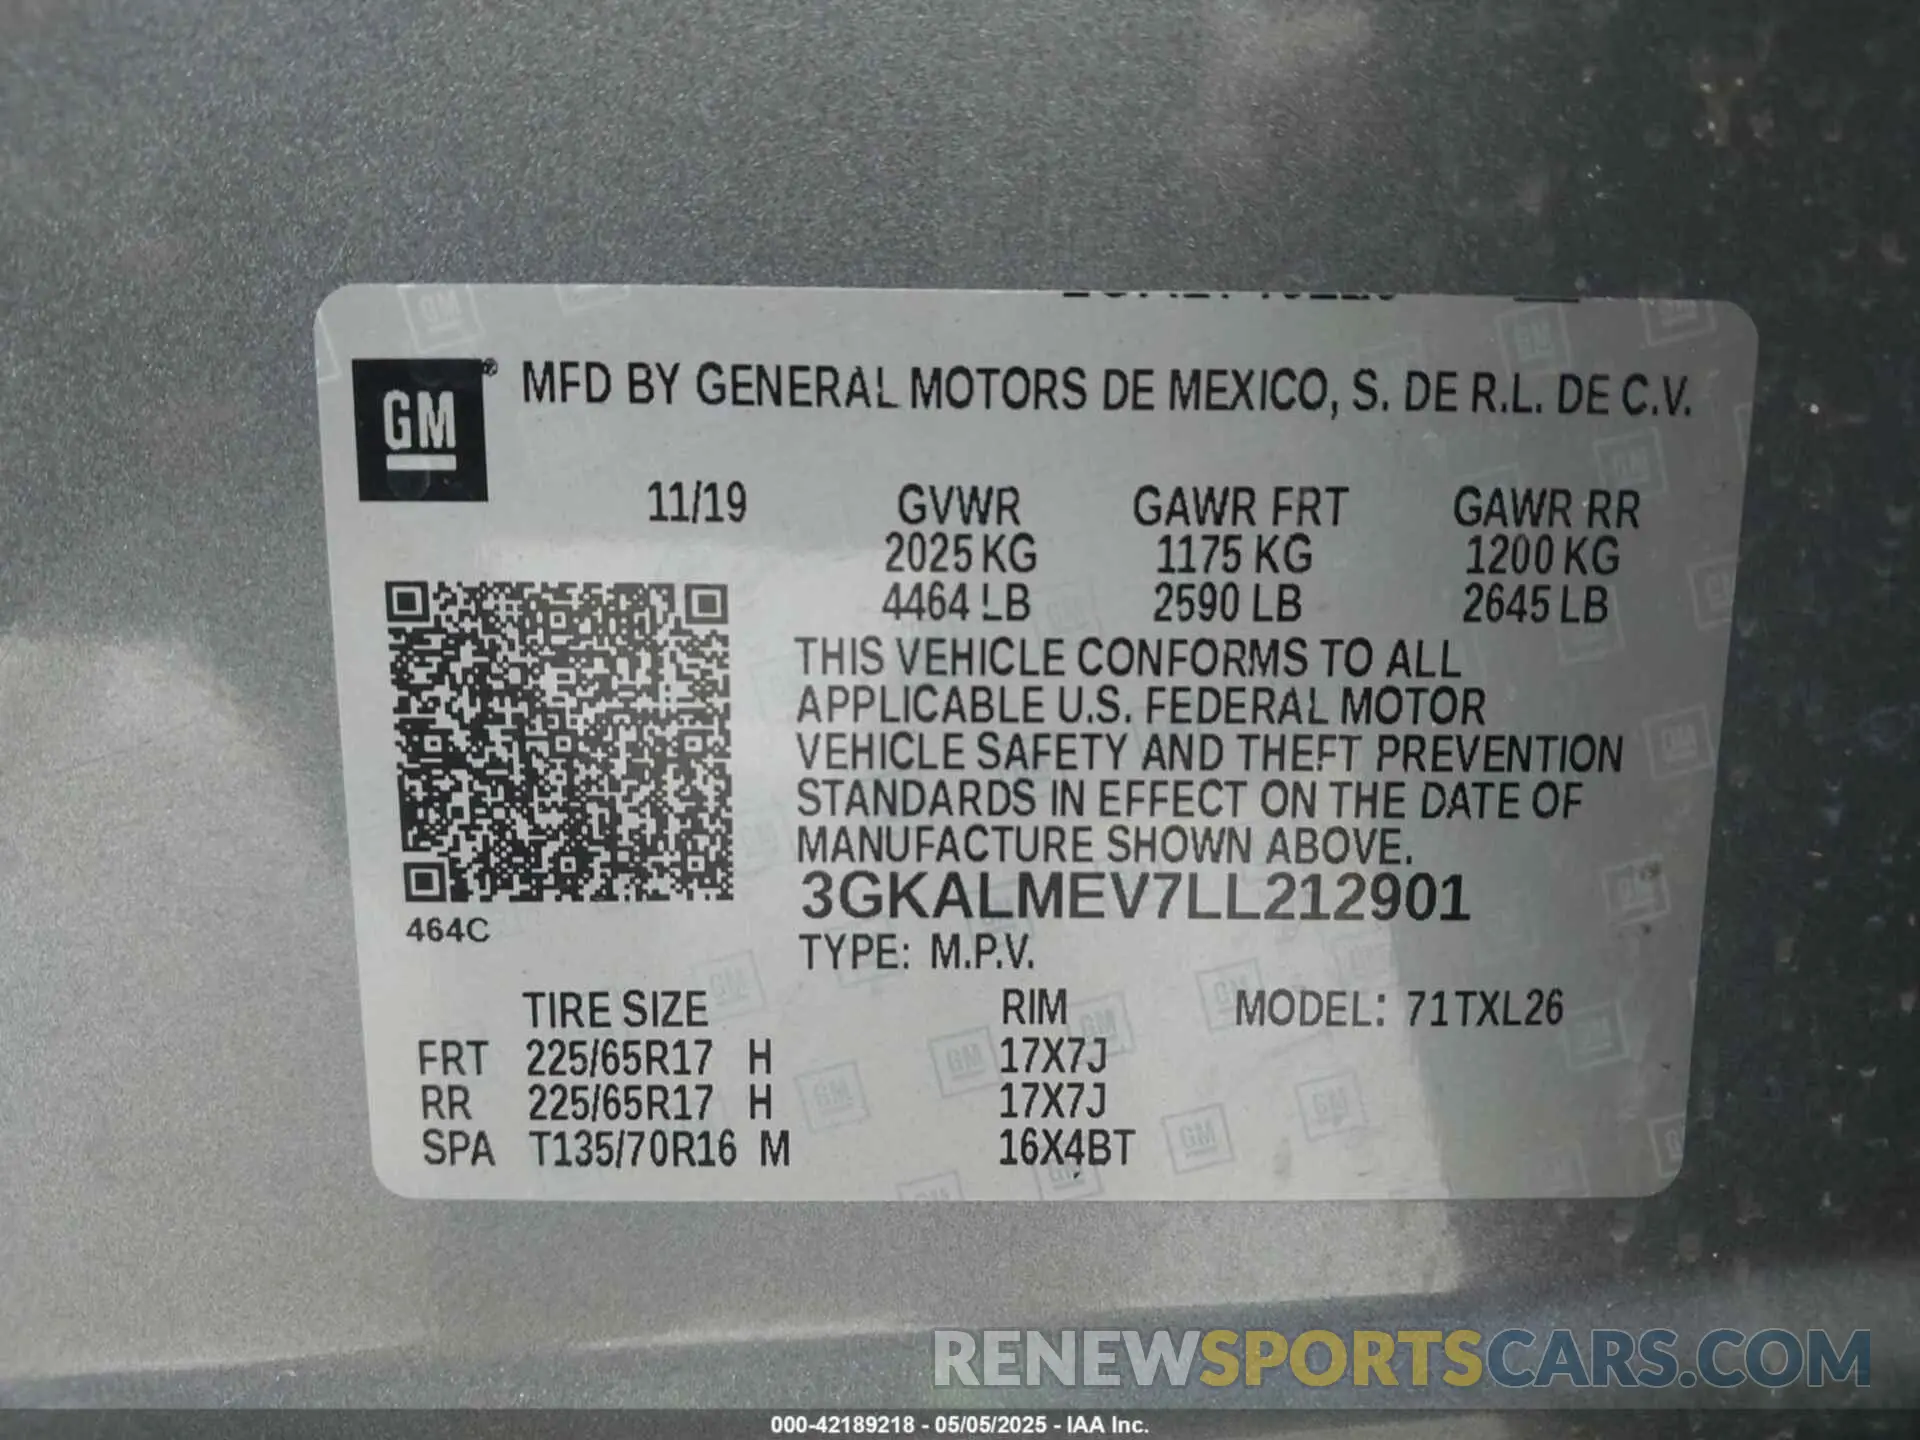 GM® MFD BY GENERAL MOTORS DE MEXICO, S. DE R.L. DE C.V.
11/19 GVWR GAWR FRT GAWR RR
2025 KG 1175 KG 1200 KG
4464 LB 2590 LB 2645 LB
THIS VEHICLE CONFORMS TO ALL
APPLICABLE U.S. FEDERAL MOTOR
VEHICLE SAFETY AND THEFT PREVENTION
STANDARDS IN EFFECT ON THE DATE OF
MANUFACTURE SHOWN ABOVE.
3GKALMEV7LL212901
464C
TYPE: M.P.V.
TIRE SIZE RIM MODEL: 71TXL26
FRT 225/65R17 H 17X7J
RR 225/65R17 H 17X7J
SPA T135/70R16 M 16X4BT
RENEWSPORTSCARS.COM
000-42189218 - 05/05/2025 - IAA Inc.